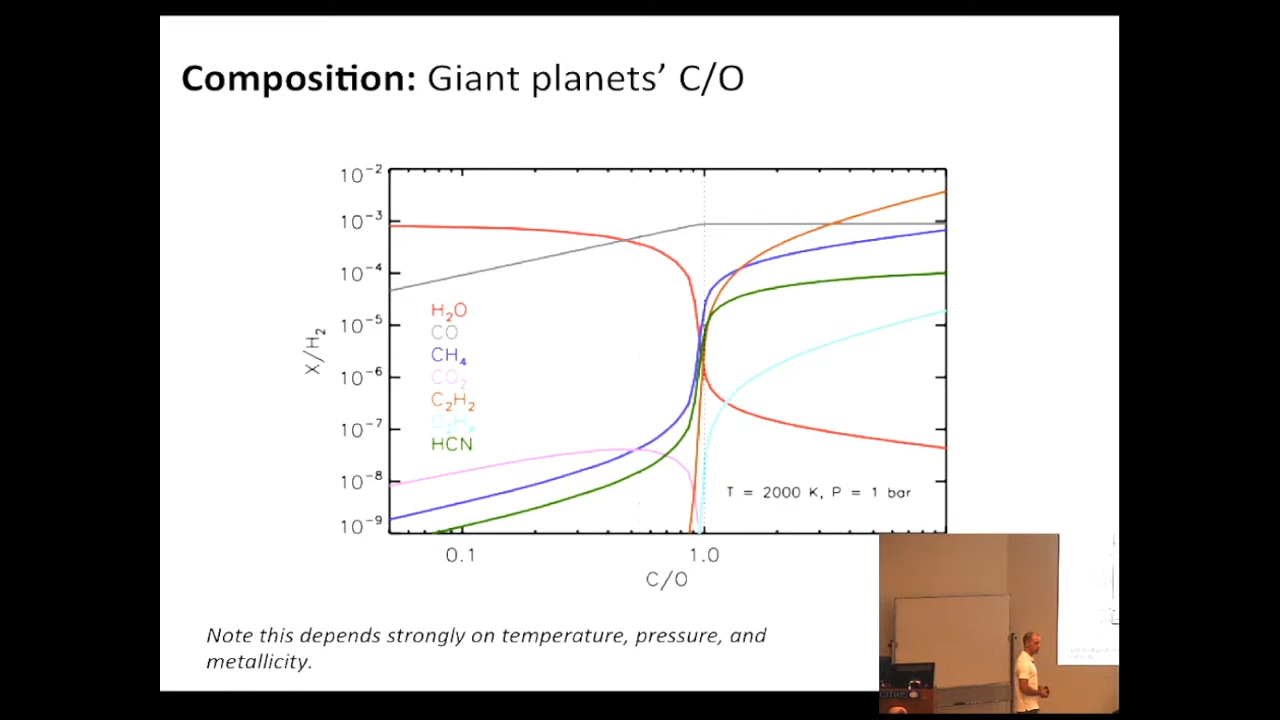 Composition: Giant planets’ C/O
10⁻²
10⁻³
10⁻⁴
10⁻⁵
10⁻⁶
10⁻⁷
10⁻⁸
10⁻⁹
X/H₂
H₂O
CO
CH₄
CO₂
C₂H₂
HCN
T = 2000 K, P = 1 bar
0.1
1.0
C/O
Note this depends strongly on temperature, pressure, and
metallicity.